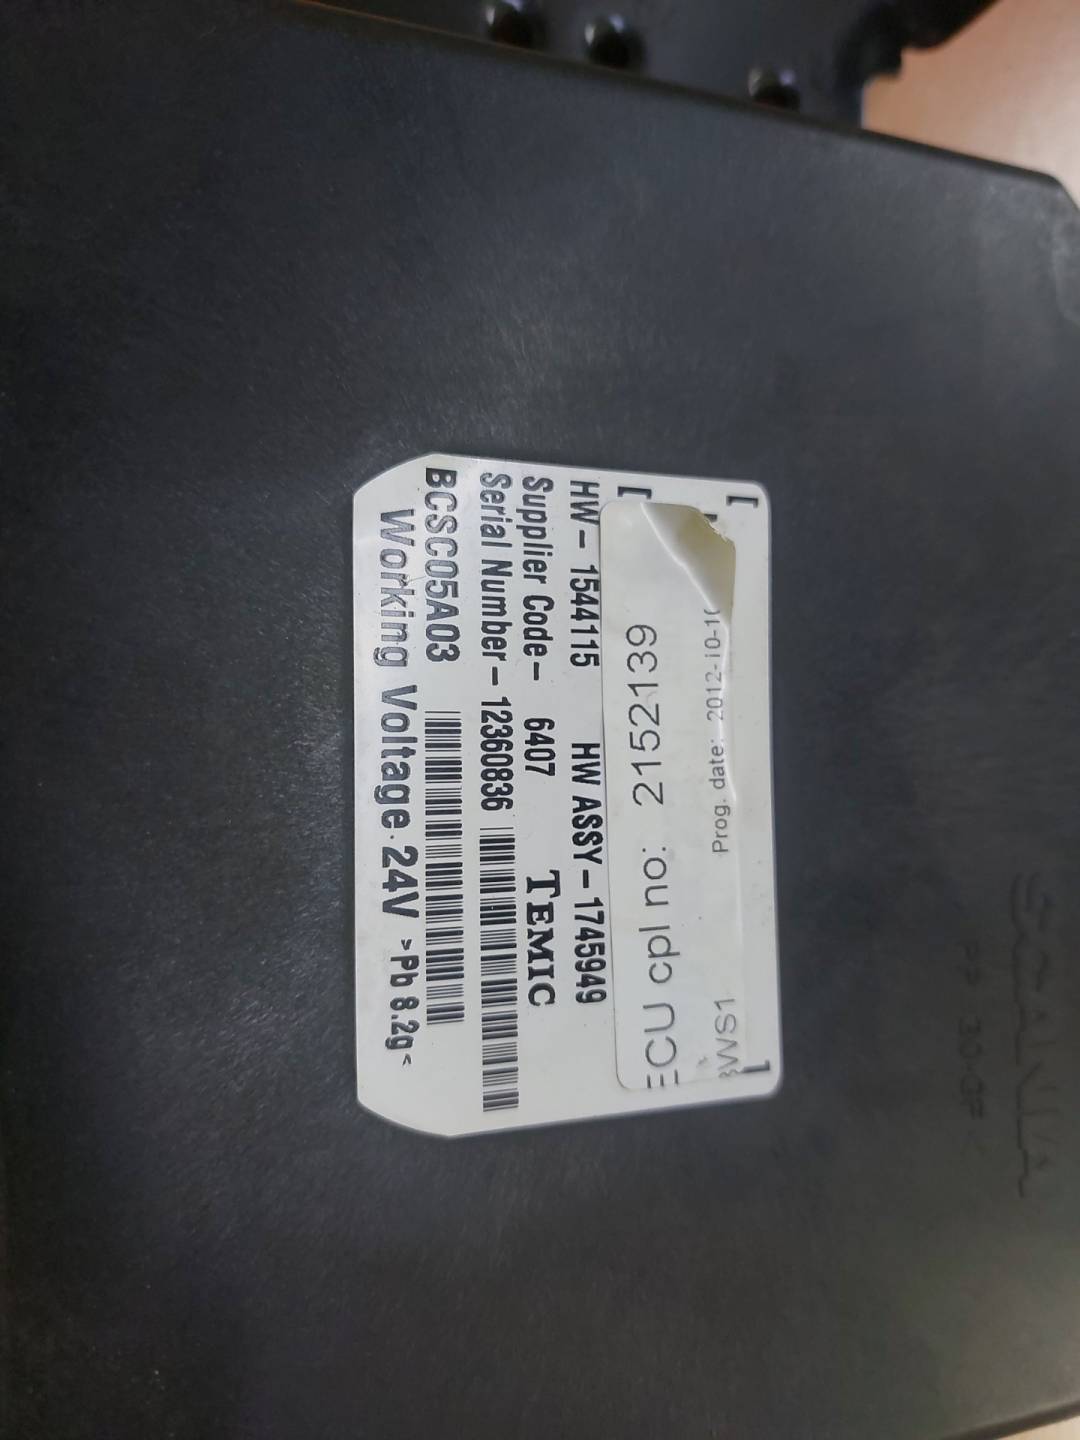 SCANIA
HW - 1544115 HW ASSY - 1745949
Supplier Code - 6407 TEMIC
Serial Number - 12360836
BCSC05A03
Working Voltage 24V >Pb 8.2g<
ECU cpl no: 2152139
WS1 Prog. date: 2012-10-1